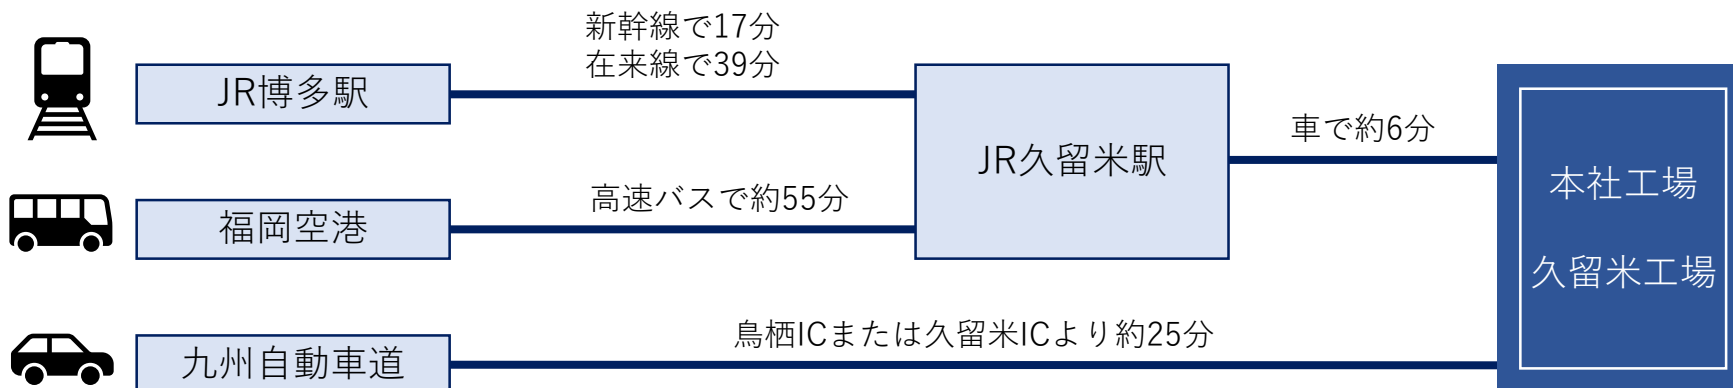 新幹線で17分
在来線で39分
JR博多駅
JR久留米駅
車で約6分
高速バスで約55分
福岡空港
本社工場
久留米工場
鳥栖ICまたは久留米ICより約25分
九州自動車道